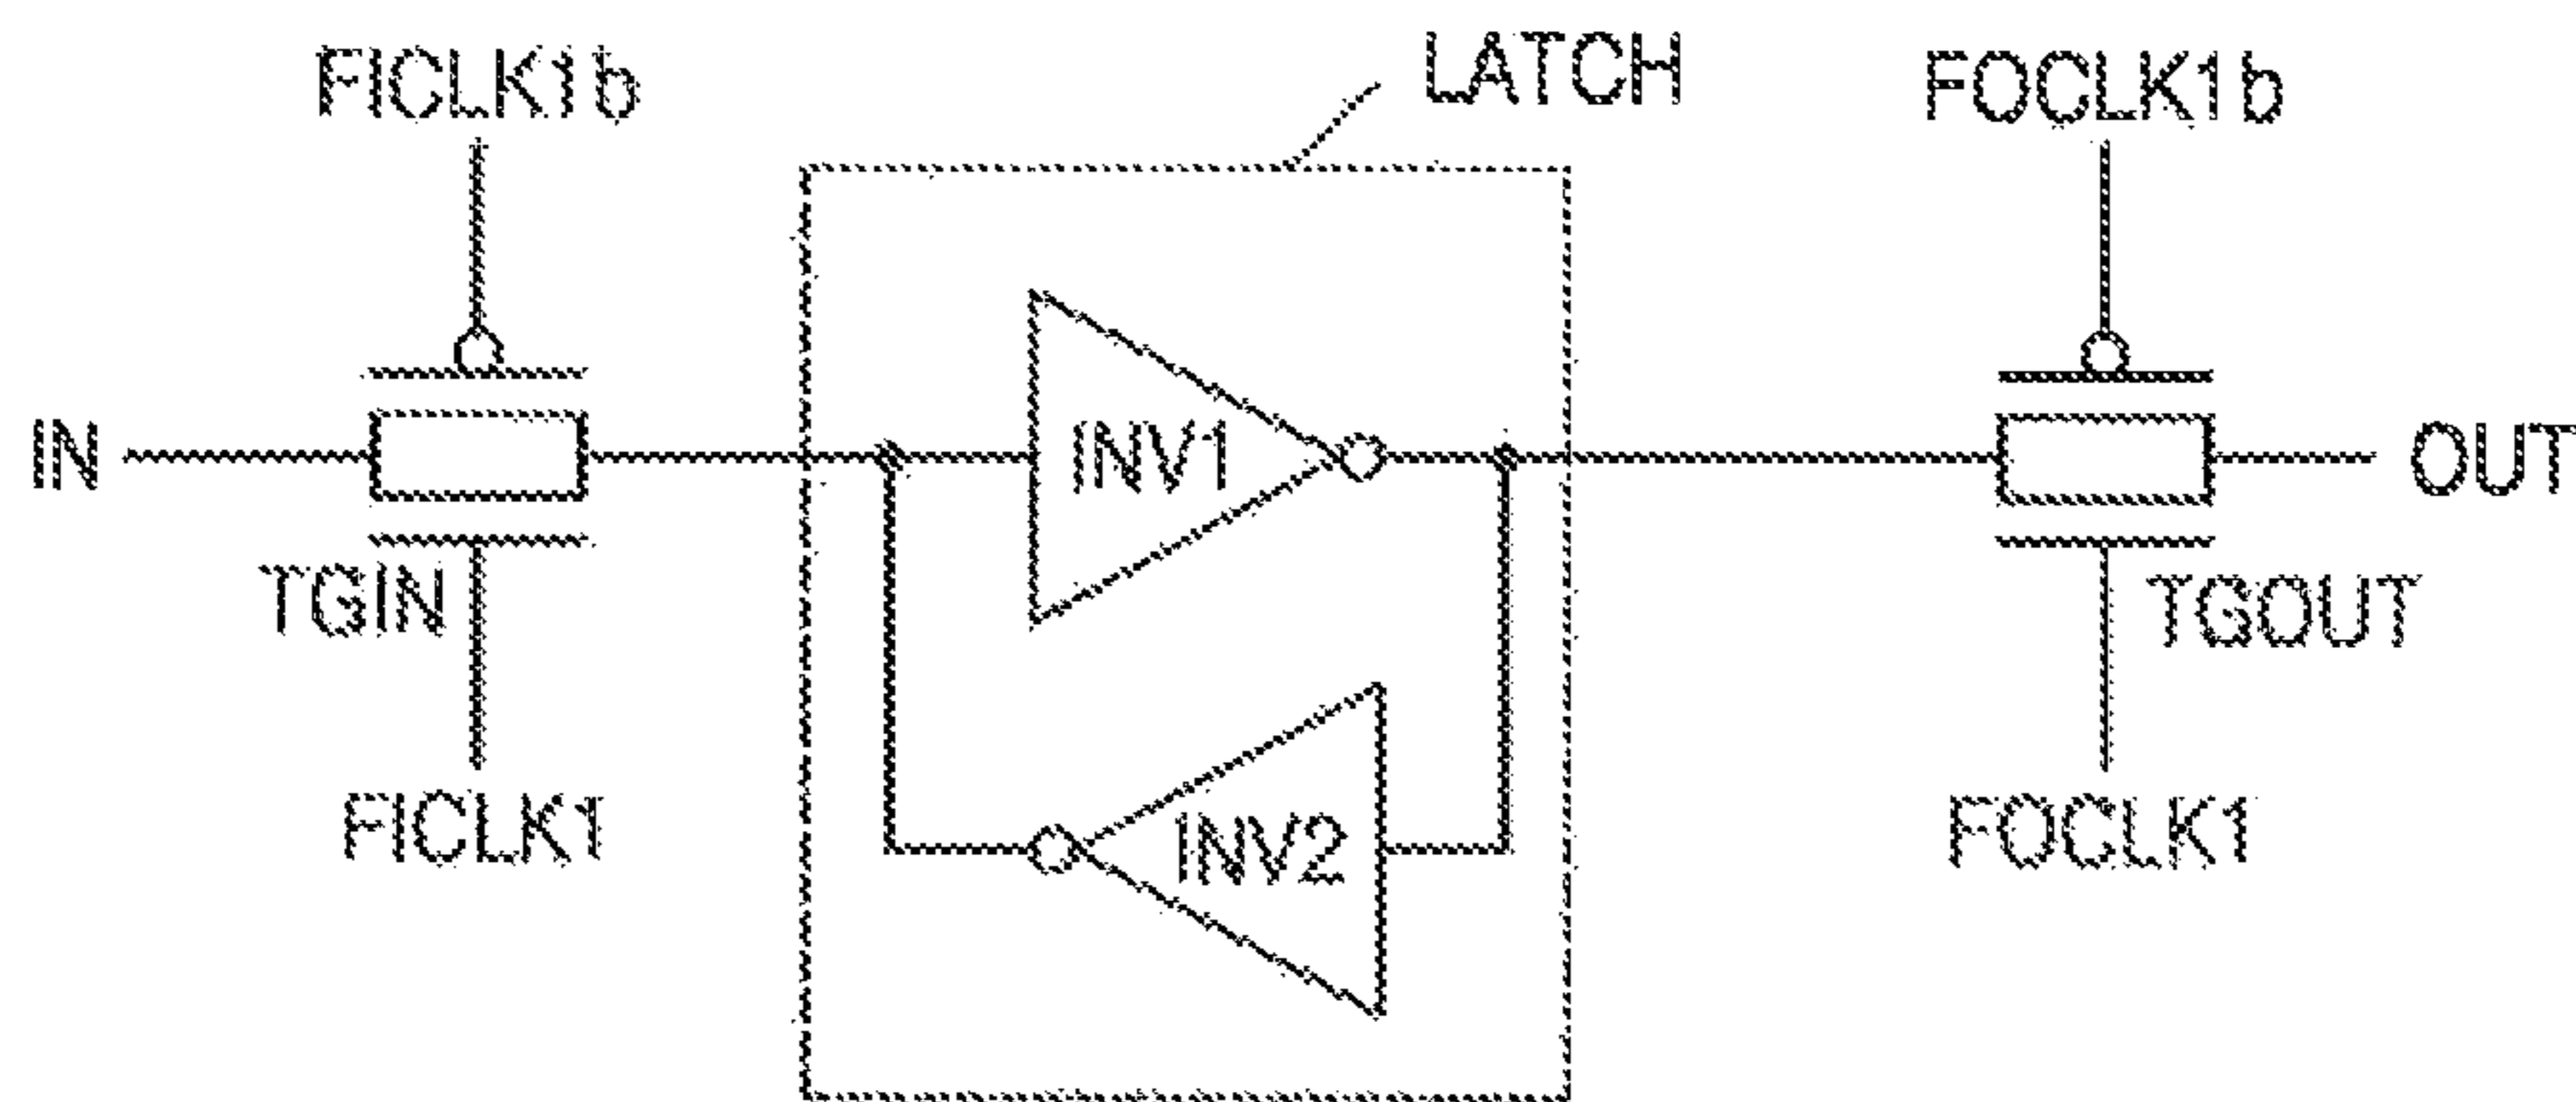 LATCH
FICLK1b
FOCLK1b
IN
INV1
OUT
TGIN
TGOUT
FICLK1
INV2
FOCLK1